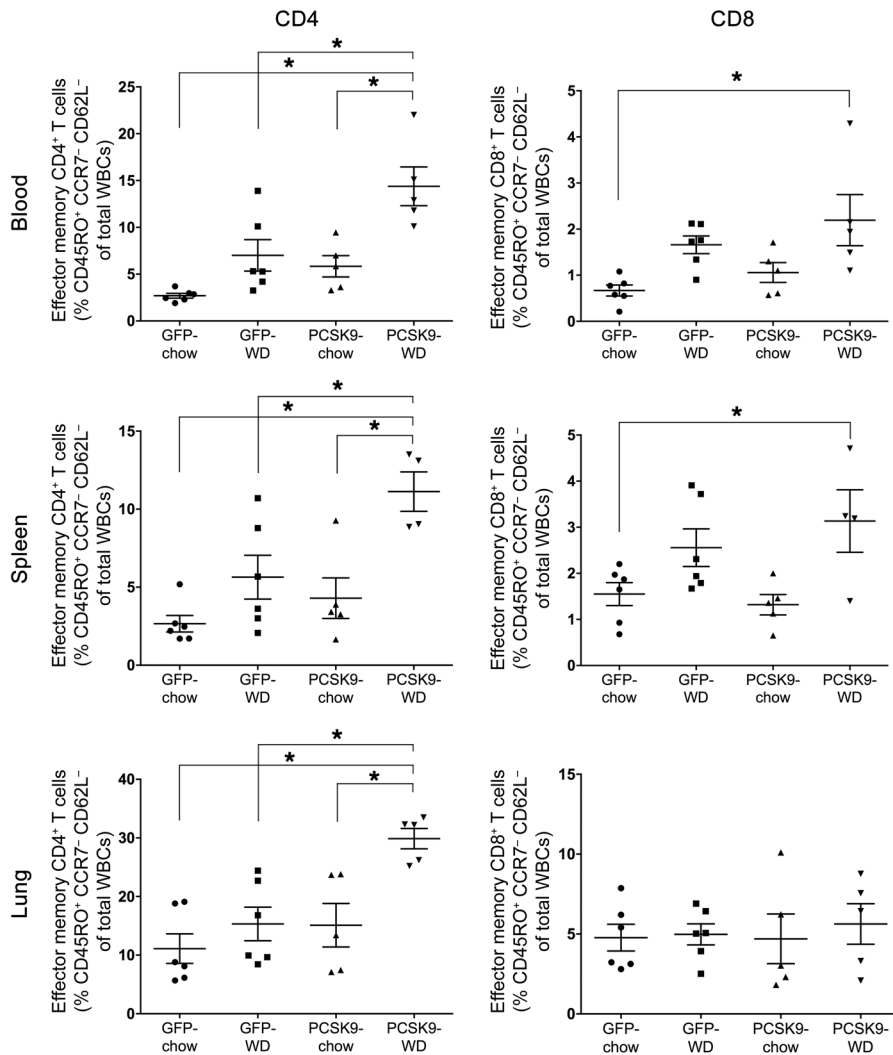 CD4
CD8
Blood
Effector memory CD4⁺ T cells
(% CD45RO⁺ CCR7⁻ CD62L⁻
of total WBCs)
25
20
15
10
5
0
*
*
*
GFP-
chow
GFP-
WD
PCSK9-
chow
PCSK9-
WD
Effector memory CD8⁺ T cells
(% CD45RO⁺ CCR7⁻ CD62L⁻
of total WBCs)
5
4
3
2
1
0
*
GFP-
chow
GFP-
WD
PCSK9-
chow
PCSK9-
WD
Spleen
Effector memory CD4⁺ T cells
(% CD45RO⁺ CCR7⁻ CD62L⁻
of total WBCs)
15
10
5
0
*
*
*
GFP-
chow
GFP-
WD
PCSK9-
chow
PCSK9-
WD
Effector memory CD8⁺ T cells
(% CD45RO⁺ CCR7⁻ CD62L⁻
of total WBCs)
5
4
3
2
1
0
*
GFP-
chow
GFP-
WD
PCSK9-
chow
PCSK9-
WD
Lung
Effector memory CD4⁺ T cells
(% CD45RO⁺ CCR7⁻ CD62L⁻
of total WBCs)
40
30
20
10
0
*
*
*
GFP-
chow
GFP-
WD
PCSK9-
chow
PCSK9-
WD
Effector memory CD8⁺ T cells
(% CD45RO⁺ CCR7⁻ CD62L⁻
of total WBCs)
15
10
5
0
GFP-
chow
GFP-
WD
PCSK9-
chow
PCSK9-
WD